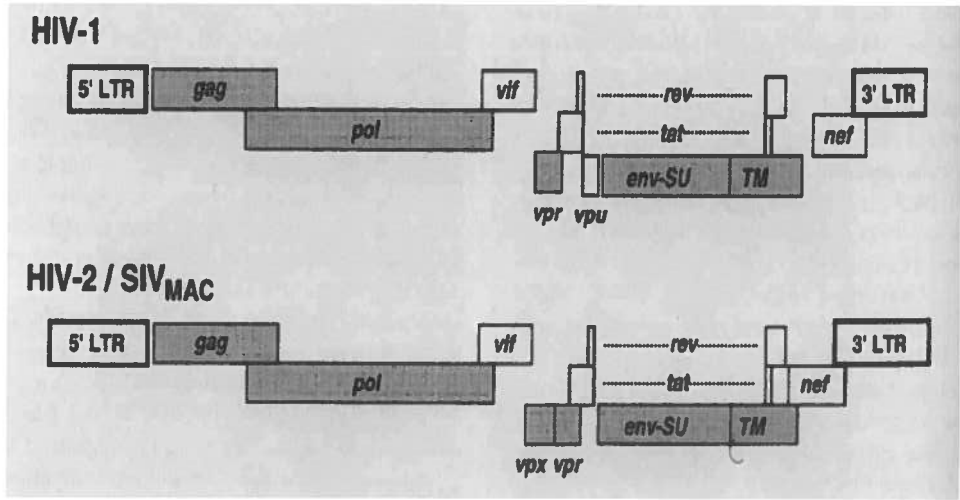 HIV-1
5' LTR gag vif rev 3' LTR
pol tat nef
env-SU TM
vpr vpu
HIV-2 / SIVMAC
5' LTR gag vif rev 3' LTR
pol tat nef
env-SU TM
vpx vpr